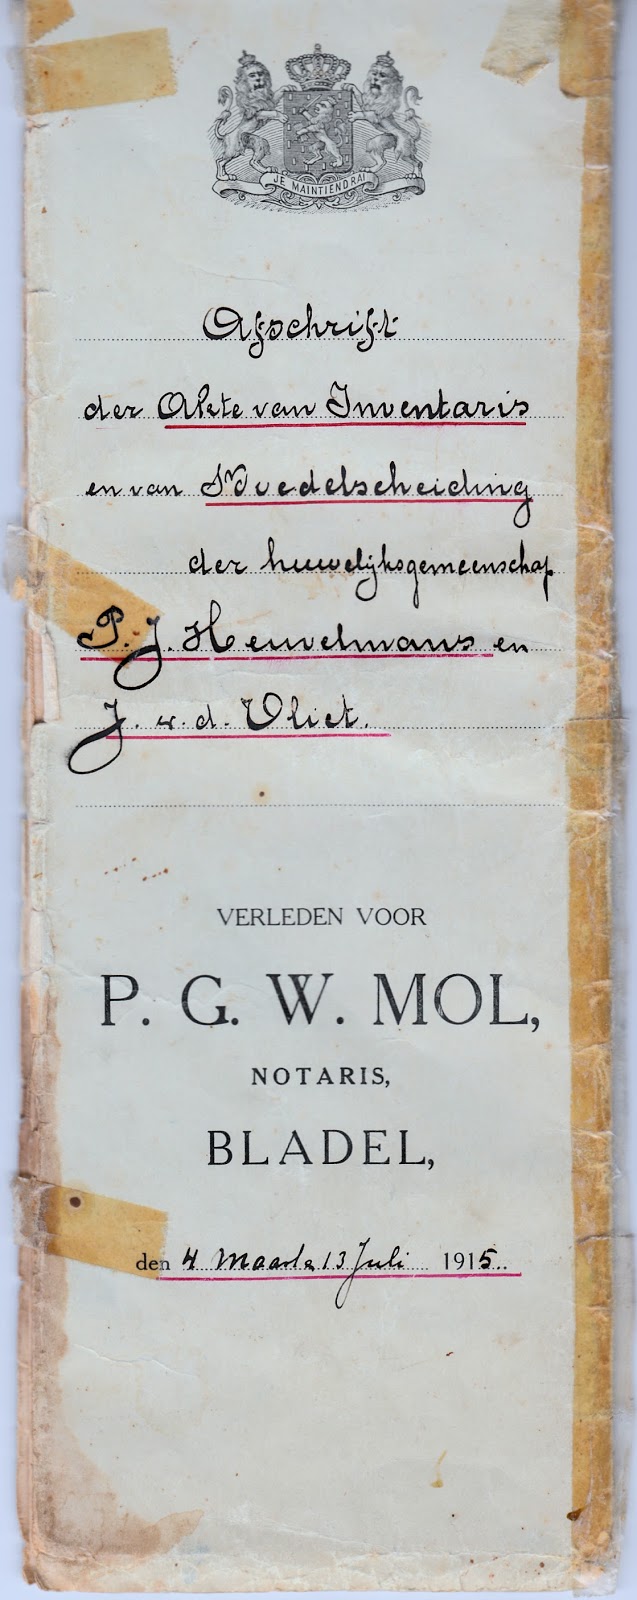 JE MAINTIENDRAI
Afschrift
der Akte van Inventaris
en van Boedelscheiding
der huwelijksgemeenschap
P. J. Heuvelmans en
J. v. d. Vliet.
VERLEDEN VOOR
P. G. W. MOL,
NOTARIS,
BLADEL,
den 4 Maart & 13 Juli 1915.